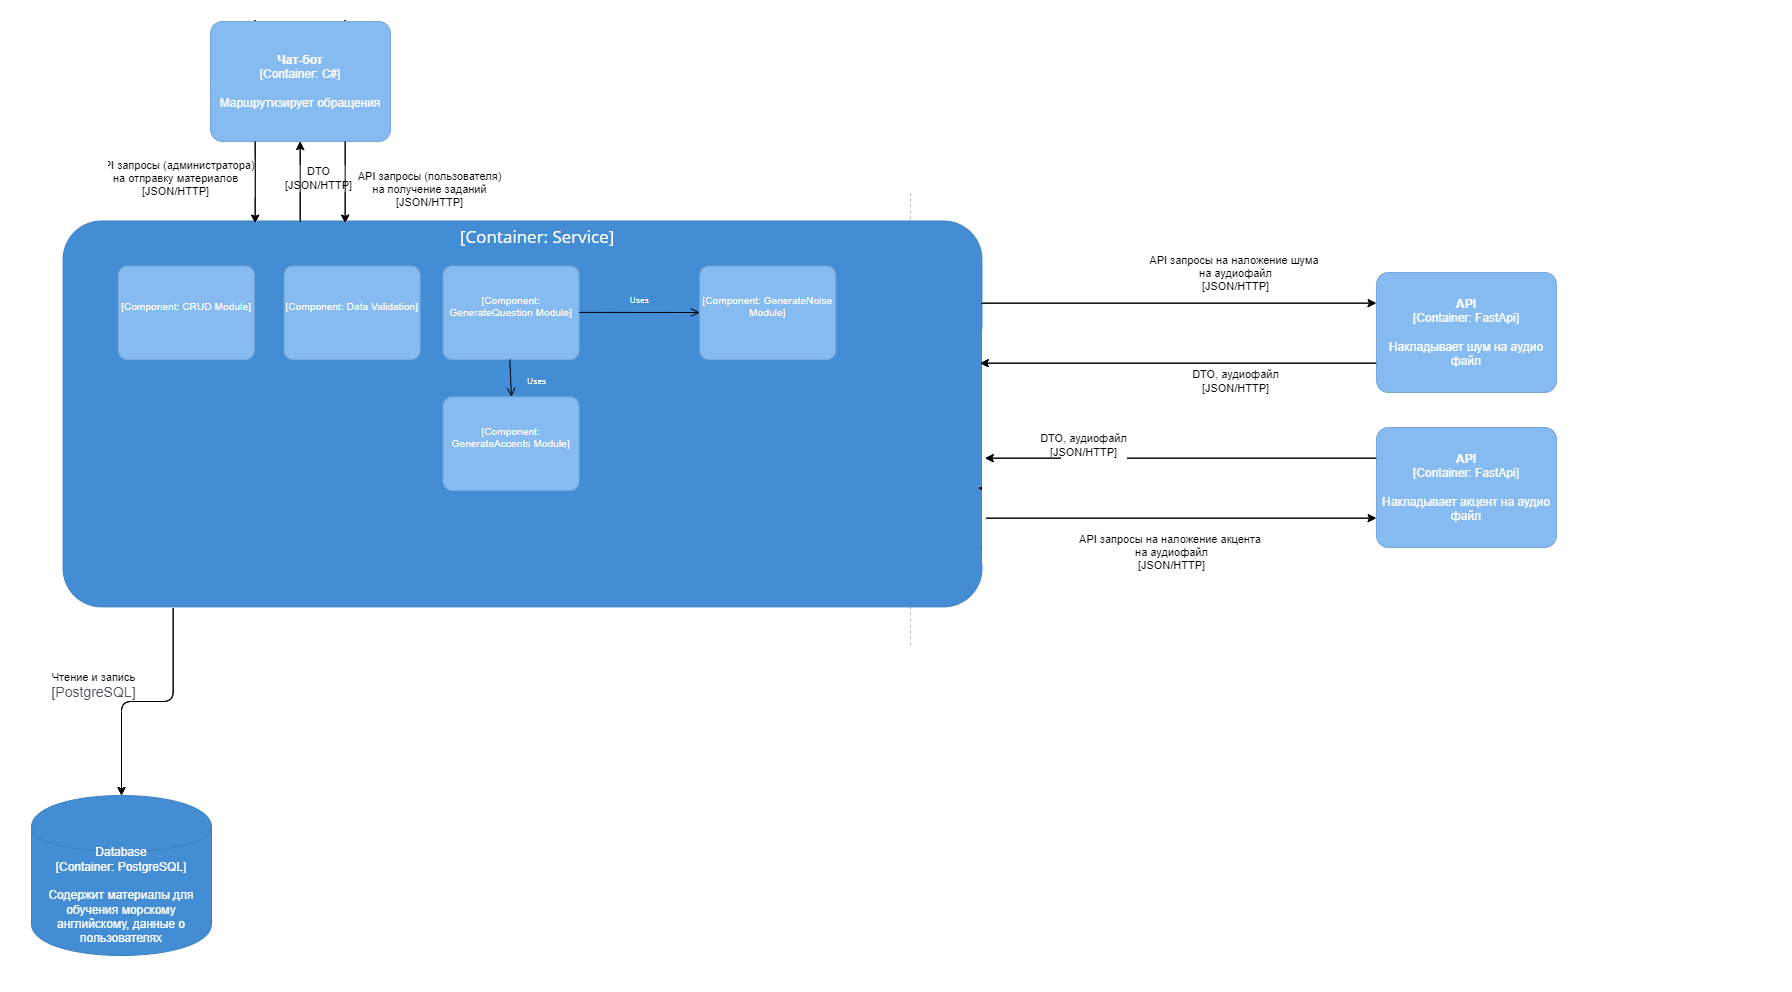 Чат-бот
[Container: C#]
Маршрутизирует обращения
PI запросы (администратора)
на отправку материалов
[JSON/HTTP]
DTO
[JSON/HTTP]
API запросы (пользователя)
на получение заданий
[JSON/HTTP]
[Container: Service]
[Component: CRUD Module]
[Component: Data Validation]
[Component:
GenerateQuestion Module]
Uses
[Component: GenerateNoise
Module]
Uses
[Component:
GenerateAccents Module]
API запросы на наложение шума
на аудиофайл
[JSON/HTTP]
API
[Container: FastApi]
Накладывает шум на аудио
файл
DTO, аудиофайл
[JSON/HTTP]
DTO, аудиофайл
[JSON/HTTP]
API
[Container: FastApi]
Накладывает акцент на аудио
файл
API запросы на наложение акцента
на аудиофайл
[JSON/HTTP]
Чтение и запись
[PostgreSQL]
Database
[Container: PostgreSQL]
Содержит материалы для
обучения морскому
английскому, данные о
пользователях